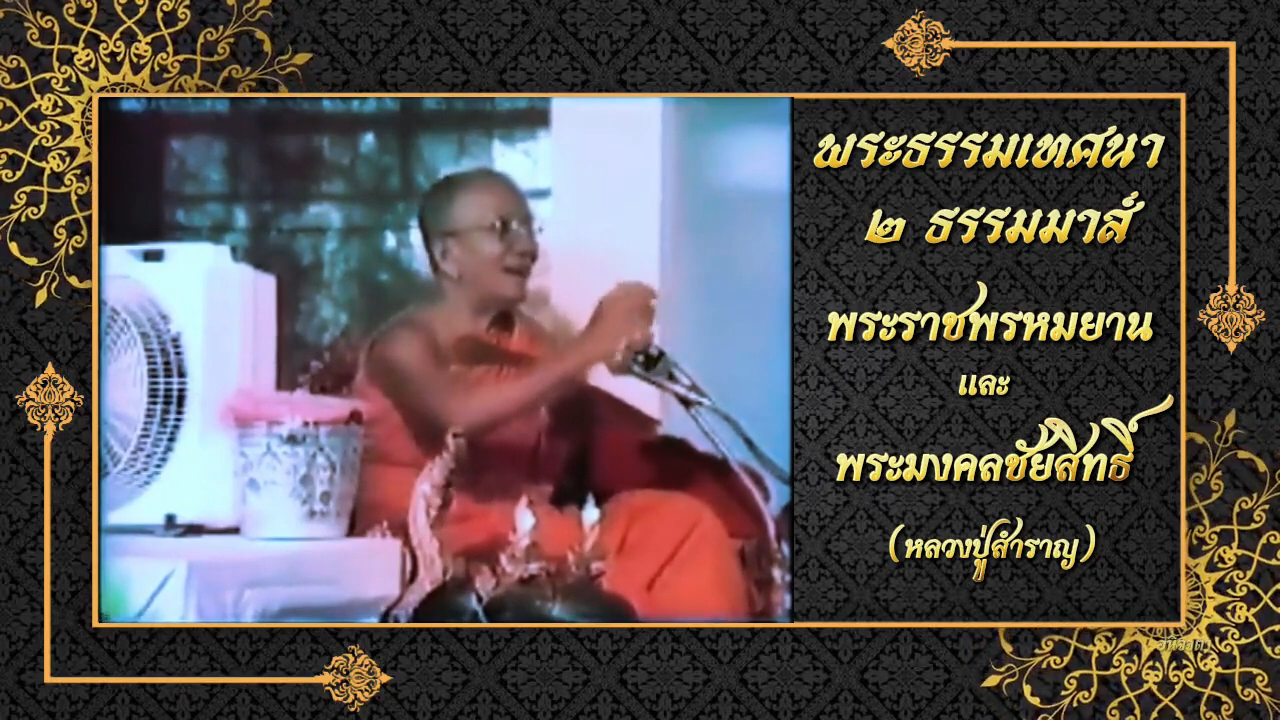 พระธรรมเทศนา
๒ ธรรมมาส์
พระราชพรหมยาน
และ
พระมงคลชัยสิทธิ์
(หลวงปู่สำราญ)